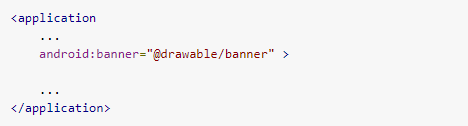 <application
...
android:banner="@drawable/banner" >
...
</application>